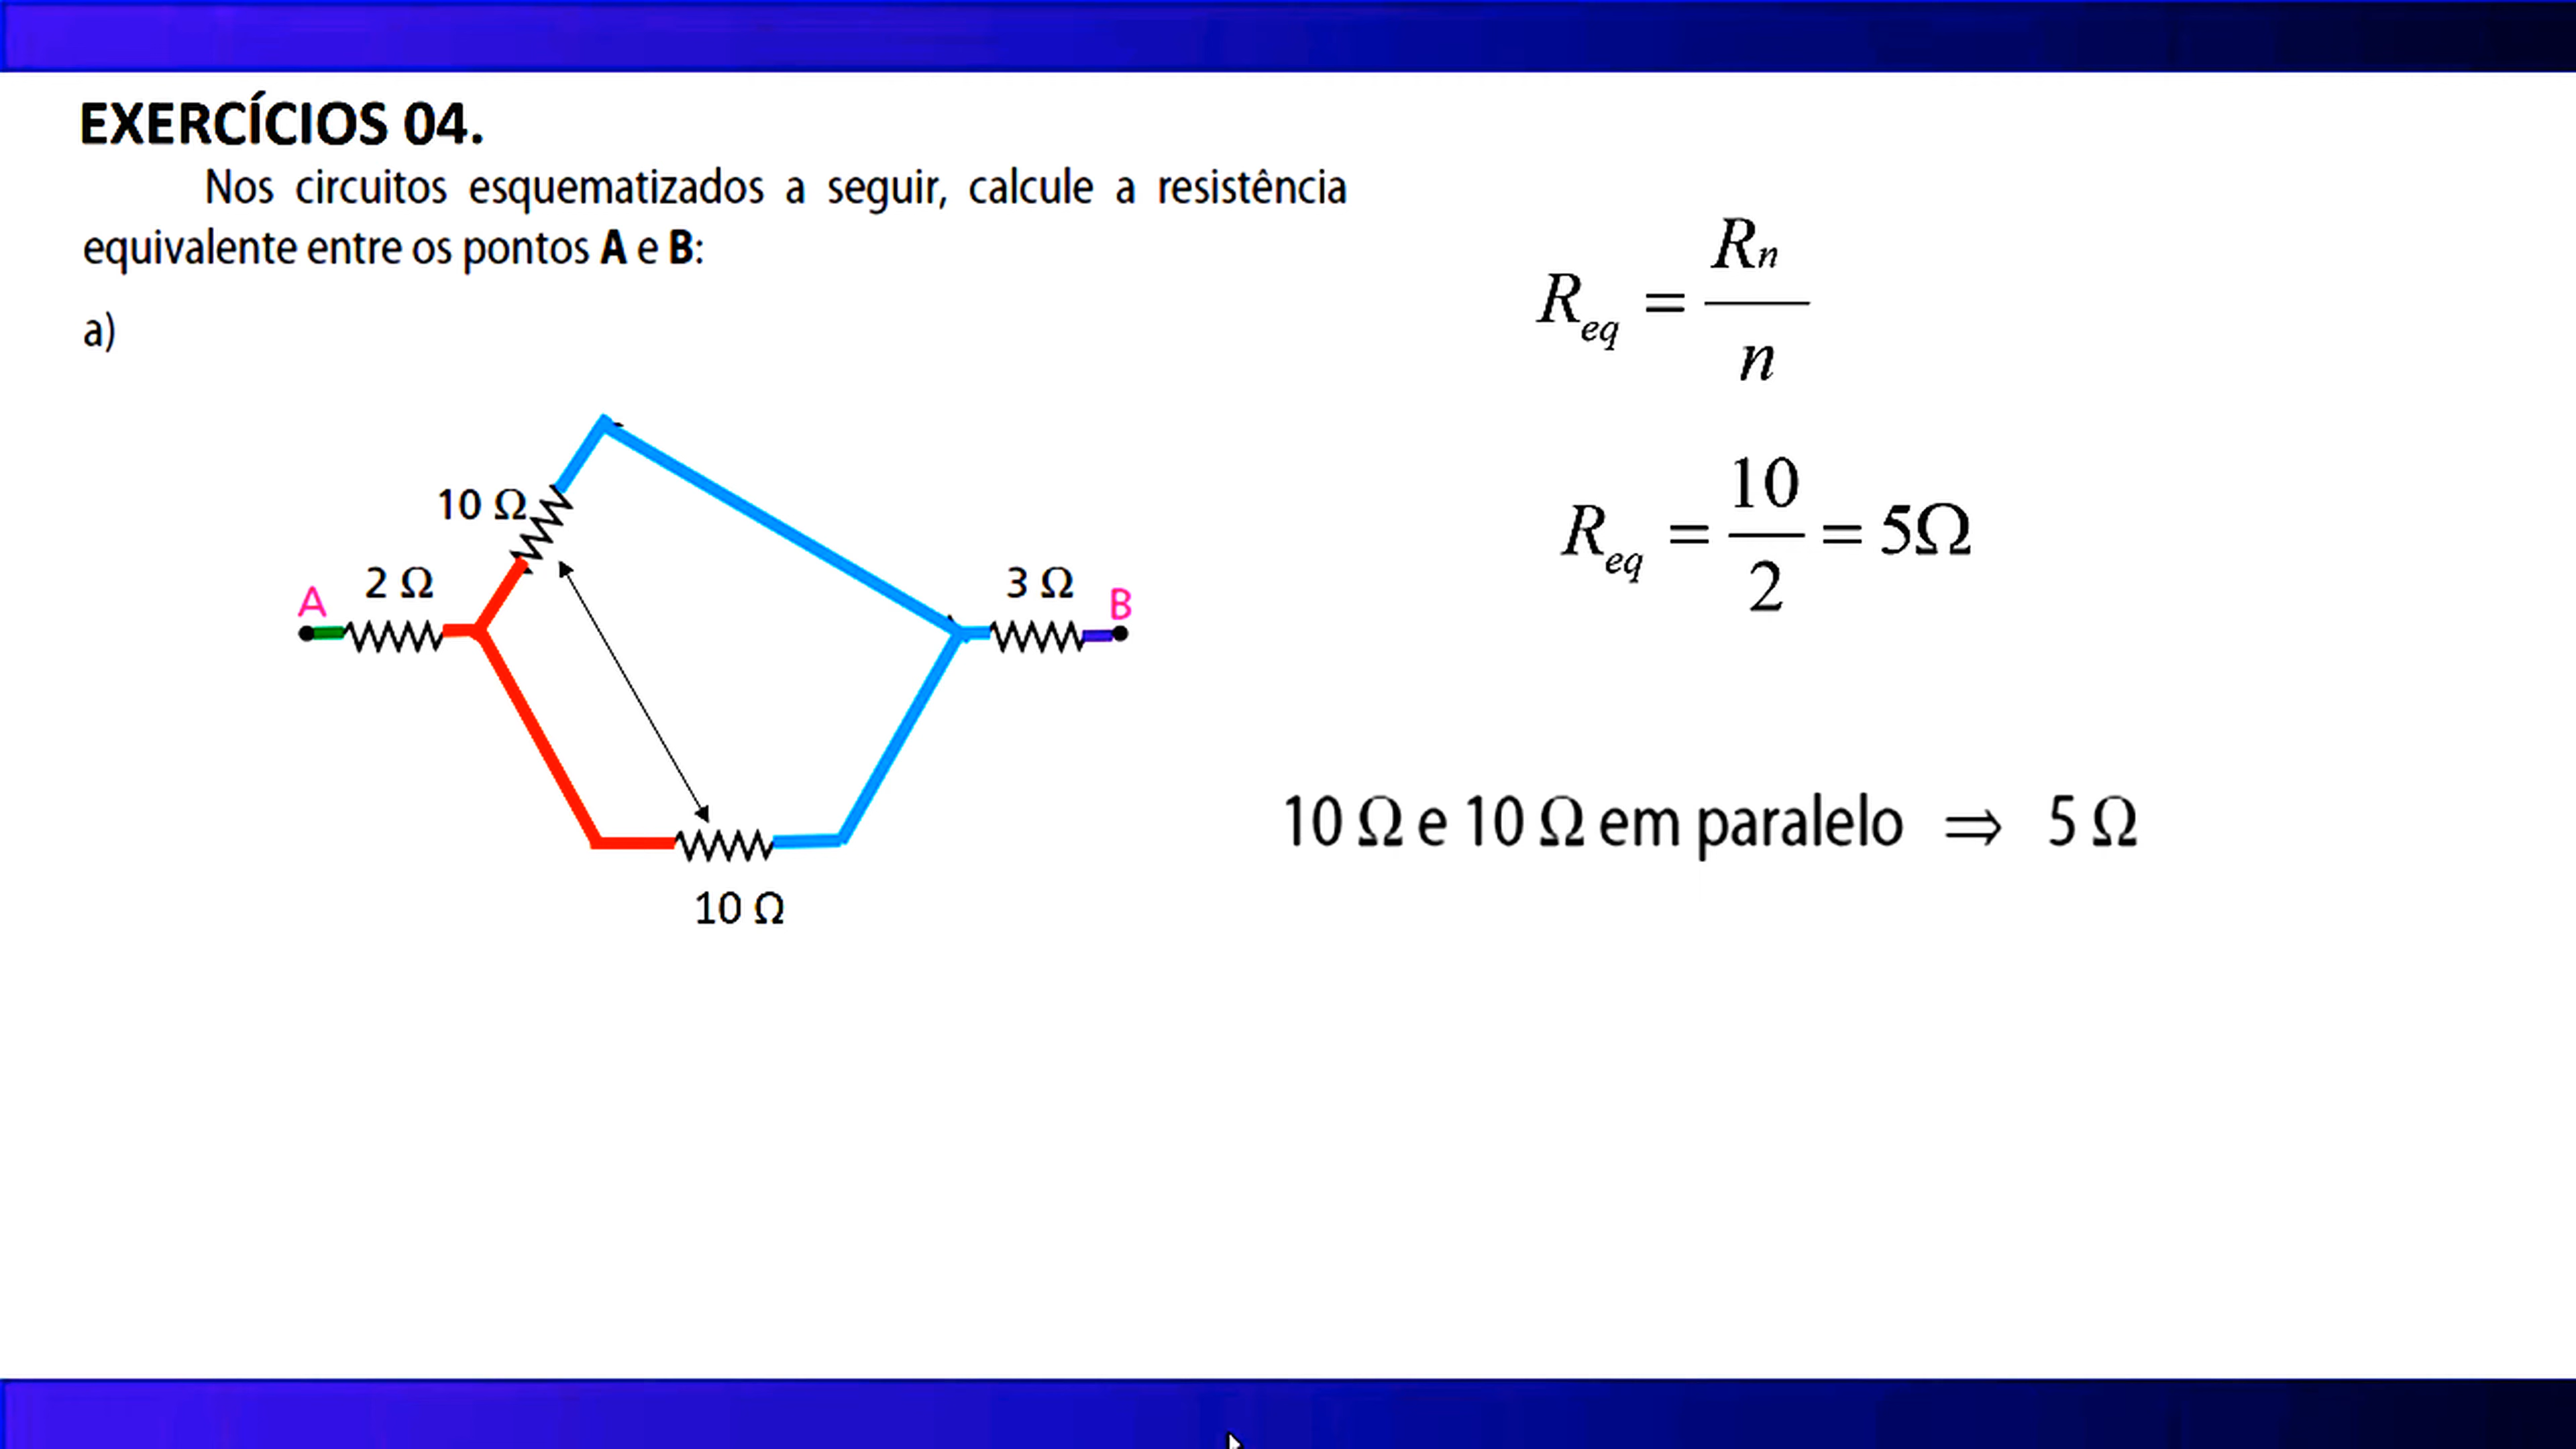 EXERCÍCIOS 04.
Nos circuitos esquematizados a seguir, calcule a resistência
equivalente entre os pontos A e B:
a)
R_eq = Rn / n
R_eq = 10 / 2 = 5Ω
10 Ω
2 Ω
3 Ω
A
B
10 Ω e 10 Ω em paralelo ⇒ 5 Ω
10 Ω